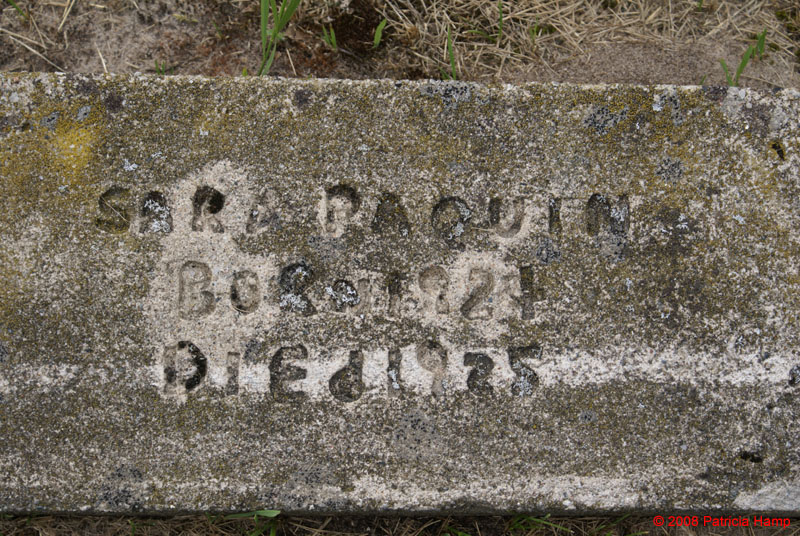 SARA PAQUIN
BORN 1924
DIED 1925
© 2008 Patricia Hamp